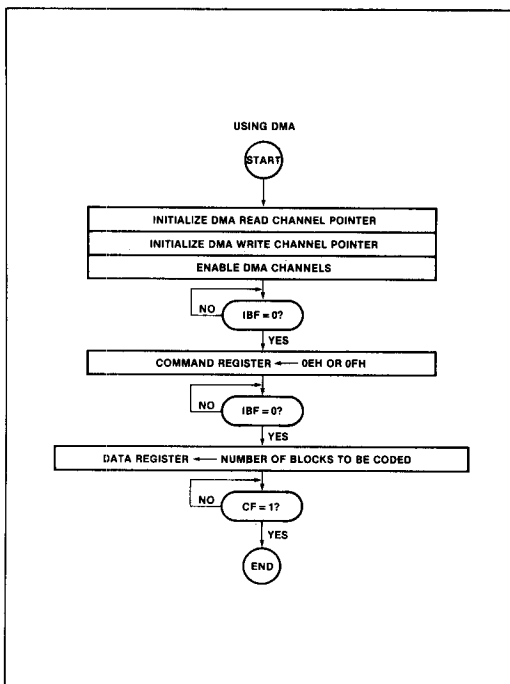 USING DMA
START
INITIALIZE DMA READ CHANNEL POINTER
INITIALIZE DMA WRITE CHANNEL POINTER
ENABLE DMA CHANNELS
NO
IBF = 0?
YES
COMMAND REGISTER ← 0EH OR 0FH
NO
IBF = 0?
YES
DATA REGISTER ← NUMBER OF BLOCKS TO BE CODED
NO
CF = 1?
YES
END